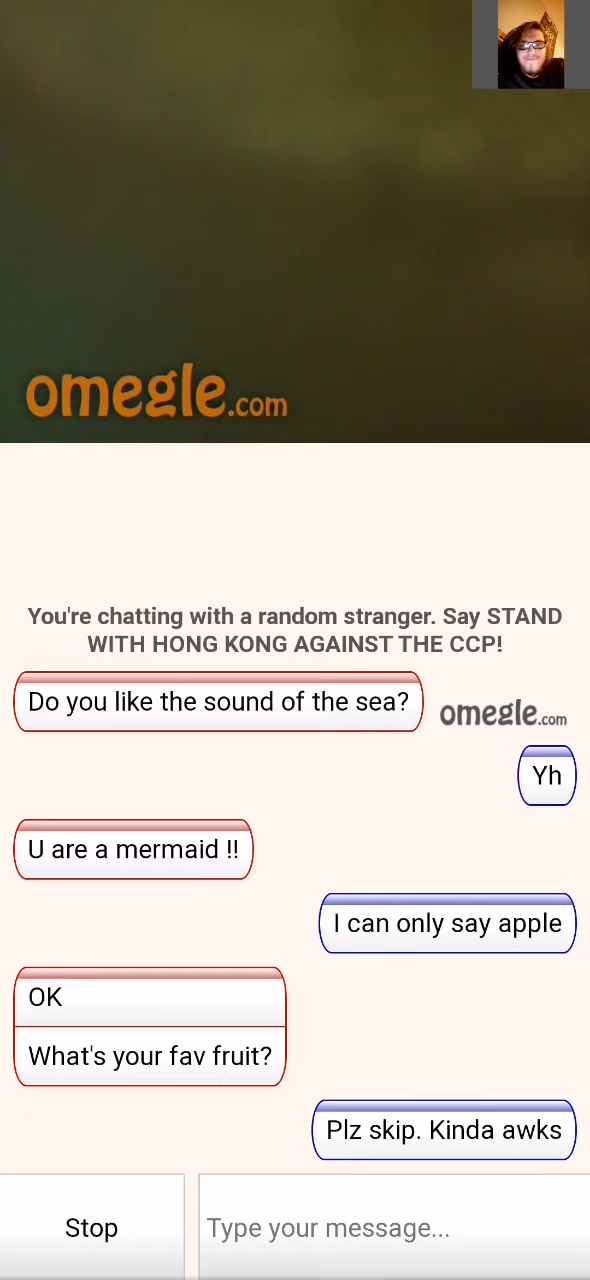 omegle.com
You're chatting with a random stranger. Say STAND
WITH HONG KONG AGAINST THE CCP!
Do you like the sound of the sea?
omegle.com
Yh
U are a mermaid !!
I can only say apple
OK
What's your fav fruit?
Plz skip. Kinda awks
Stop
Type your message...